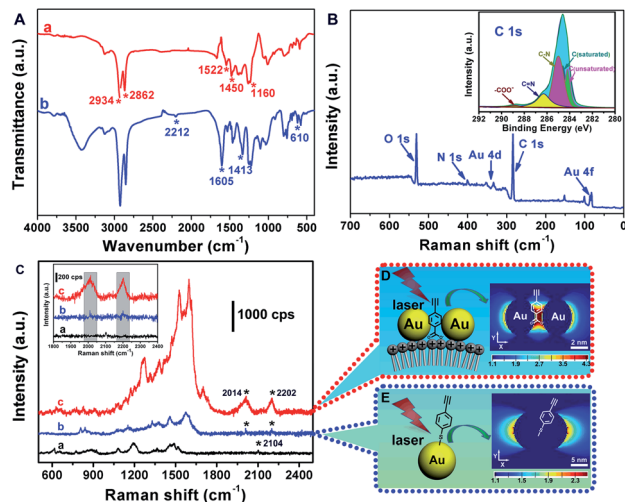 A
Transmittance (a.u.)
a
1522
1450
1160
2934
2862
b
2212
610
1413
1605
4000 3500 3000 2500 2000 1500 1000 500
Wavenumber (cm⁻¹)
B
Intensity (a.u.)
C 1s
C-N
C(saturated)
C(unsaturated)
C=N
-COO⁻
292 290 288 286 284 282 280
Binding Energy (eV)
Intensity (a.u.)
O 1s
N 1s
Au 4d
C 1s
Au 4f
700 600 500 400 300 200 100 0
Raman shift (cm⁻¹)
C
Intensity (a.u.)
200 cps
c
b
a
1800 1900 2000 2100 2200 2300 2400
Raman shift (cm⁻¹)
Intensity (a.u.)
1000 cps
2014
2202
c
b
a
2104
600 900 1200 1500 1800 2100 2400
Raman shift (cm⁻¹)
D
laser
Au
Au
Au
Au
Y
X
2 nm
1.1 1.9 2.7 3.5 4.3
E
laser
S
Au
Y
X
5 nm
1.1 1.5 1.9 2.3